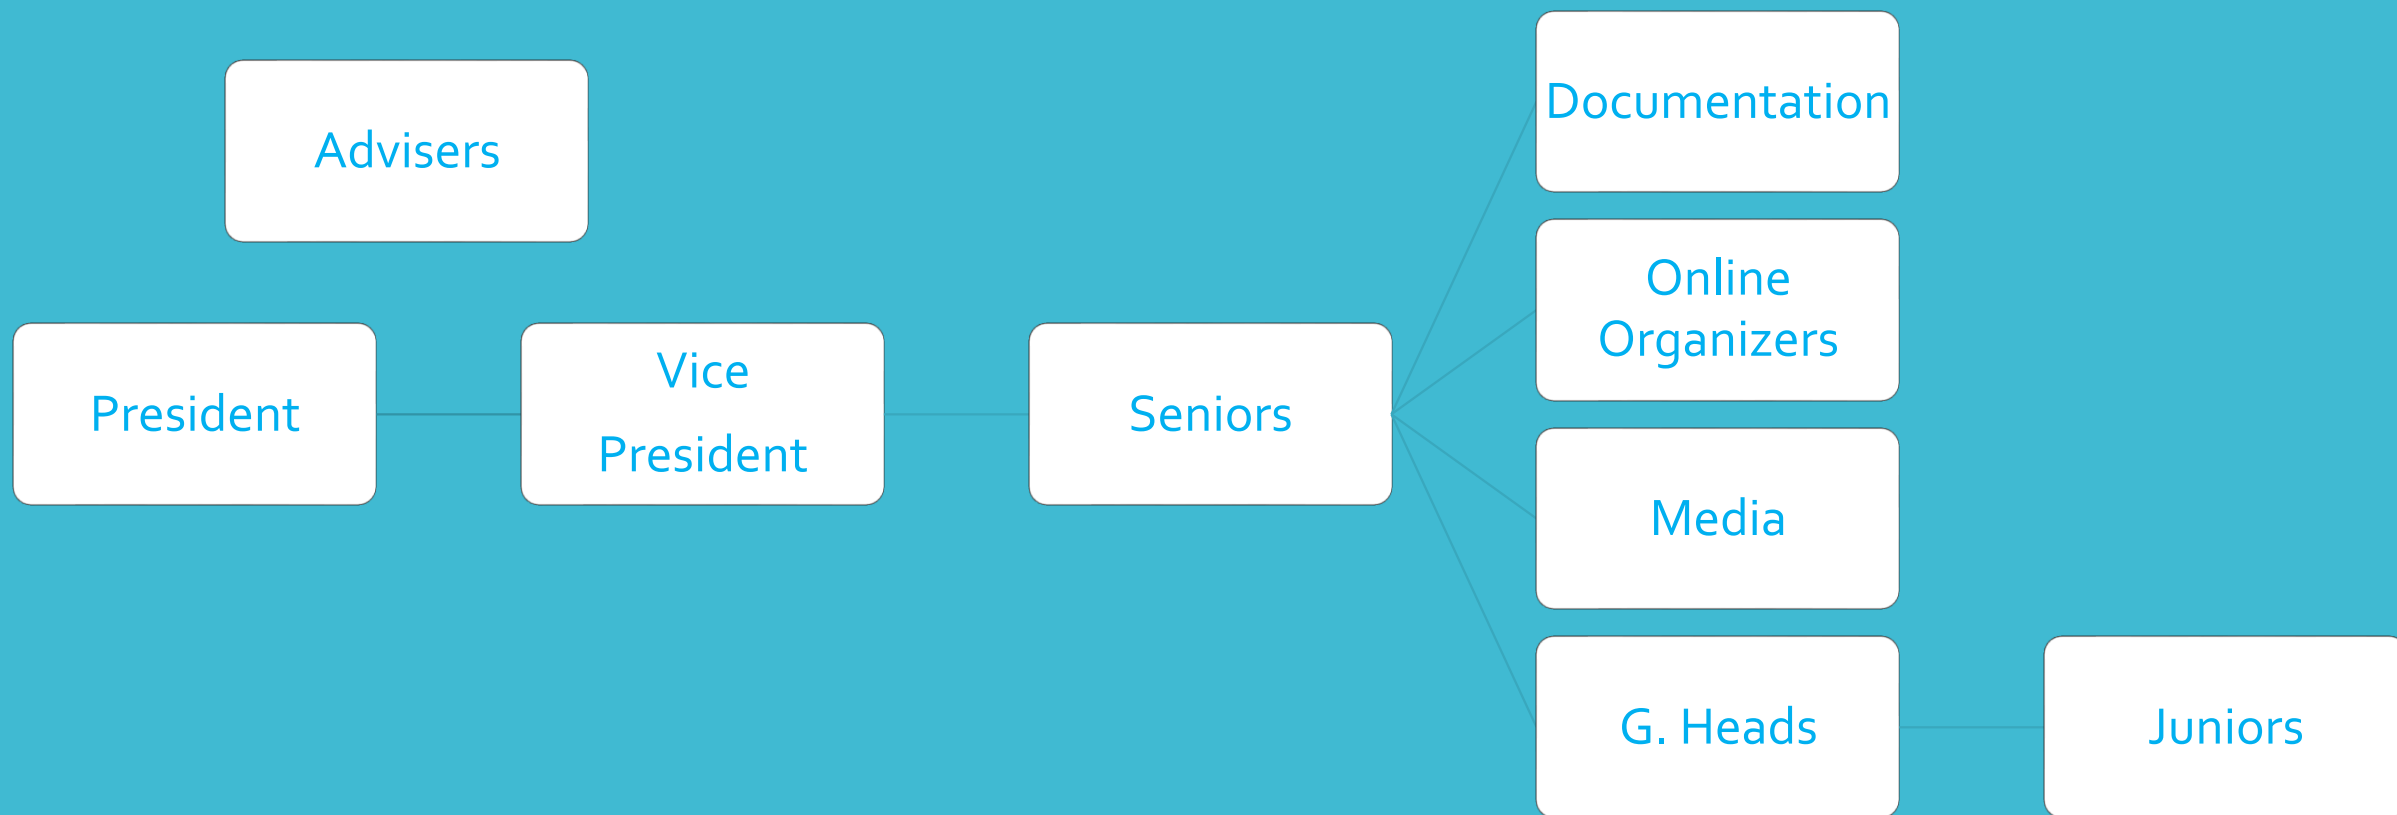 Advisers
President
Vice
President
Seniors
Documentation
Online
Organizers
Media
G. Heads
Juniors